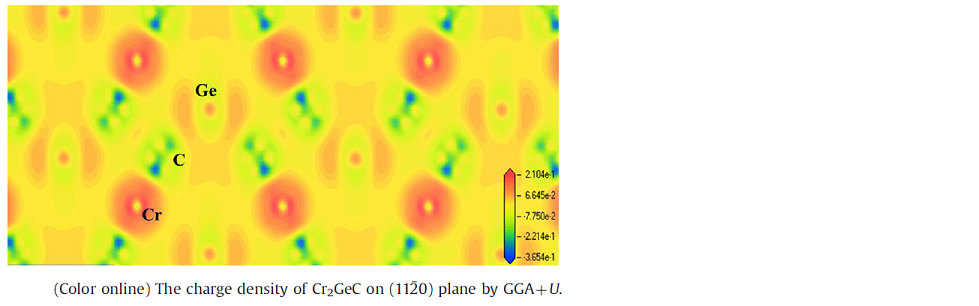 Ge
C
Cr
2.104e-1
6.645e-2
-7.750e-2
-2.214e-1
-3.654e-1
(Color online) The charge density of Cr₂GeC on (112̄0) plane by GGA+U.